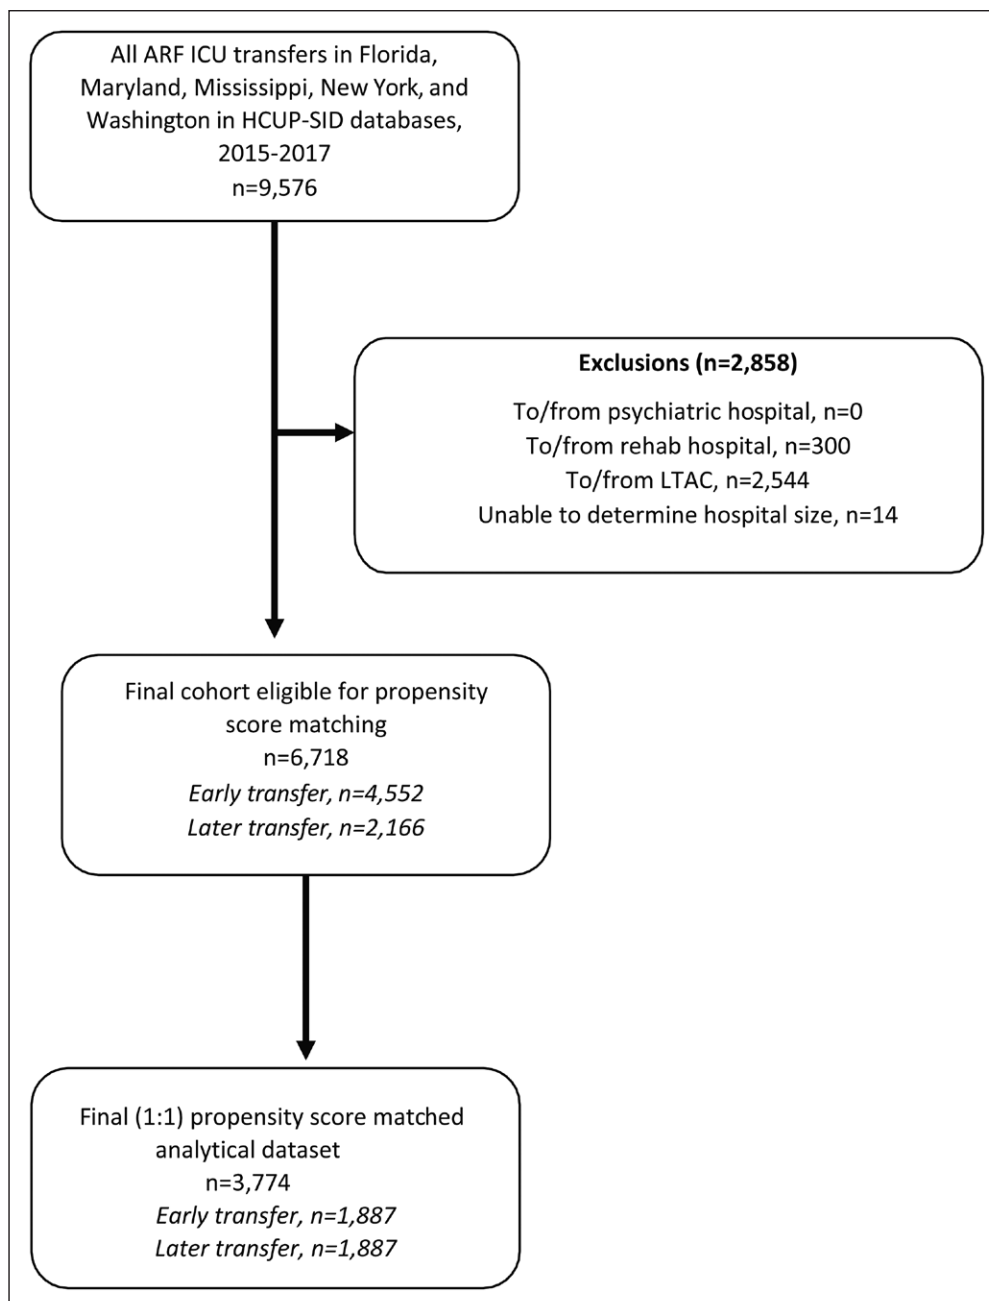 All ARF ICU transfers in Florida,
Maryland, Mississippi, New York, and
Washington in HCUP-SID databases,
2015-2017
n=9,576
Exclusions (n=2,858)
To/from psychiatric hospital, n=0
To/from rehab hospital, n=300
To/from LTAC, n=2,544
Unable to determine hospital size, n=14
Final cohort eligible for propensity
score matching
n=6,718
Early transfer, n=4,552
Later transfer, n=2,166
Final (1:1) propensity score matched
analytical dataset
n=3,774
Early transfer, n=1,887
Later transfer, n=1,887